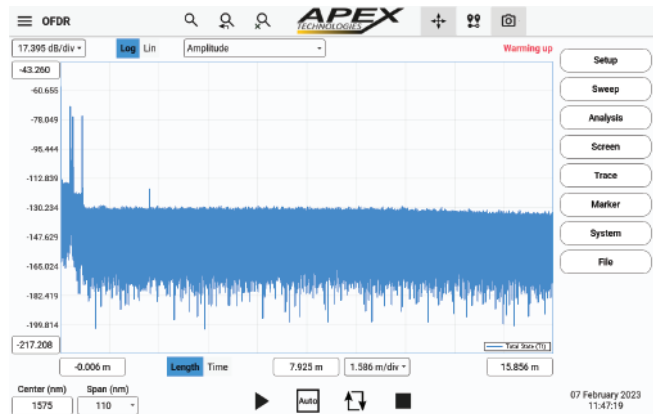 OFDR
APEX
TECHNOLOGIES
17.395 dB/div
Log Lin
Amplitude
Warming up
-43.260
-60.655
-78.049
-95.444
-112.839
-130.234
-147.629
-165.024
-182.419
-199.814
-217.208
Total State (T1)
-0.006 m
Length Time
7.925 m
1.586 m/div
15.856 m
Center (nm)
1575
Span (nm)
110
Auto
Setup
Sweep
Analysis
Screen
Trace
Marker
System
File
07 February 2023
11:47:19